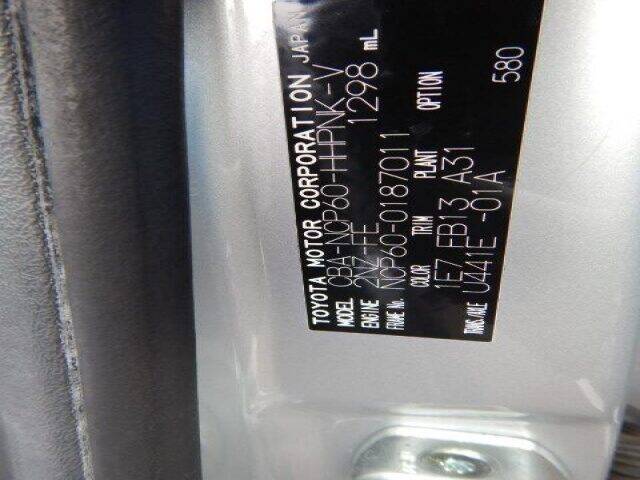 TOYOTA MOTOR CORPORATION JAPAN
MODEL CBA-NCP60-HHPNK-V
ENGINE 2NZ-FE 1298 mL
FRAME No. NCP60-0187011
COLOR TRIM PLANT OPTION
1E7 FB13 A31 580
TRANS/AXLE U441E -01A